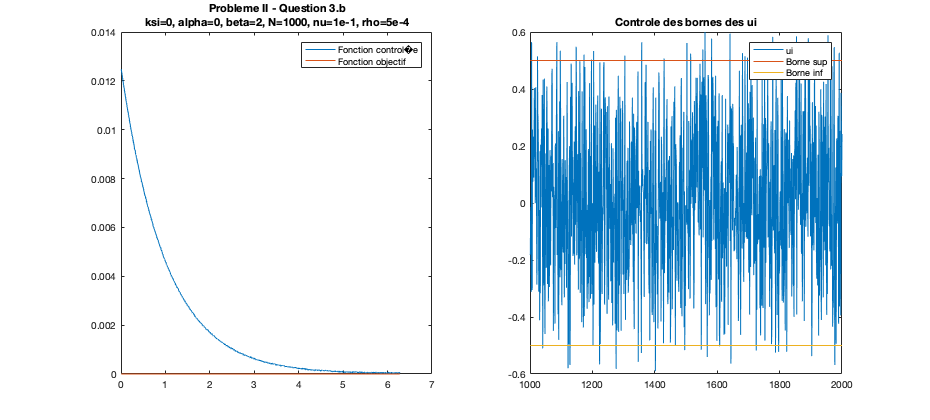 Probleme II - Question 3.b
ksi=0, alpha=0, beta=2, N=1000, nu=1e-1, rho=5e-4
0.014
0.012
0.01
0.008
0.006
0.004
0.002
0
0 1 2 3 4 5 6 7
Fonction control�e
Fonction objectif
Controle des bornes des ui
0.6
0.4
0.2
0
-0.2
-0.4
-0.6
1000 1200 1400 1600 1800 2000
ui
Borne sup
Borne inf